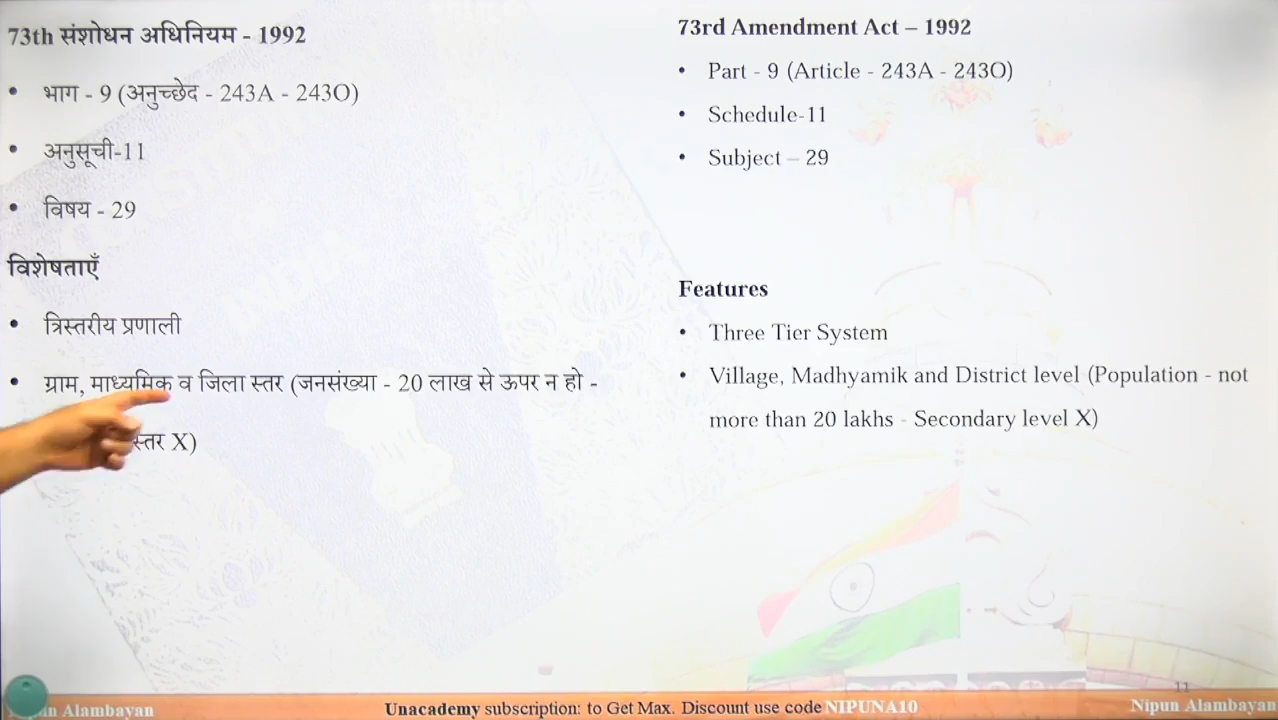 73th संशोधन अधिनियम - 1992
• भाग - 9 (अनुच्छेद - 243A - 243O)
• अनुसूची-11
• विषय - 29
विशेषताएँ
• त्रिस्तरीय प्रणाली
• ग्राम, माध्यमिक व जिला स्तर (जनसंख्या - 20 लाख से ऊपर न हो -
स्तर X)
73rd Amendment Act – 1992
• Part - 9 (Article - 243A - 243O)
• Schedule-11
• Subject – 29
Features
• Three Tier System
• Village, Madhyamik and District level (Population - not
more than 20 lakhs - Secondary level X)
11
Alambayan
Unacademy subscription: to Get Max. Discount use code NIPUNA10
Nipun Alambayan